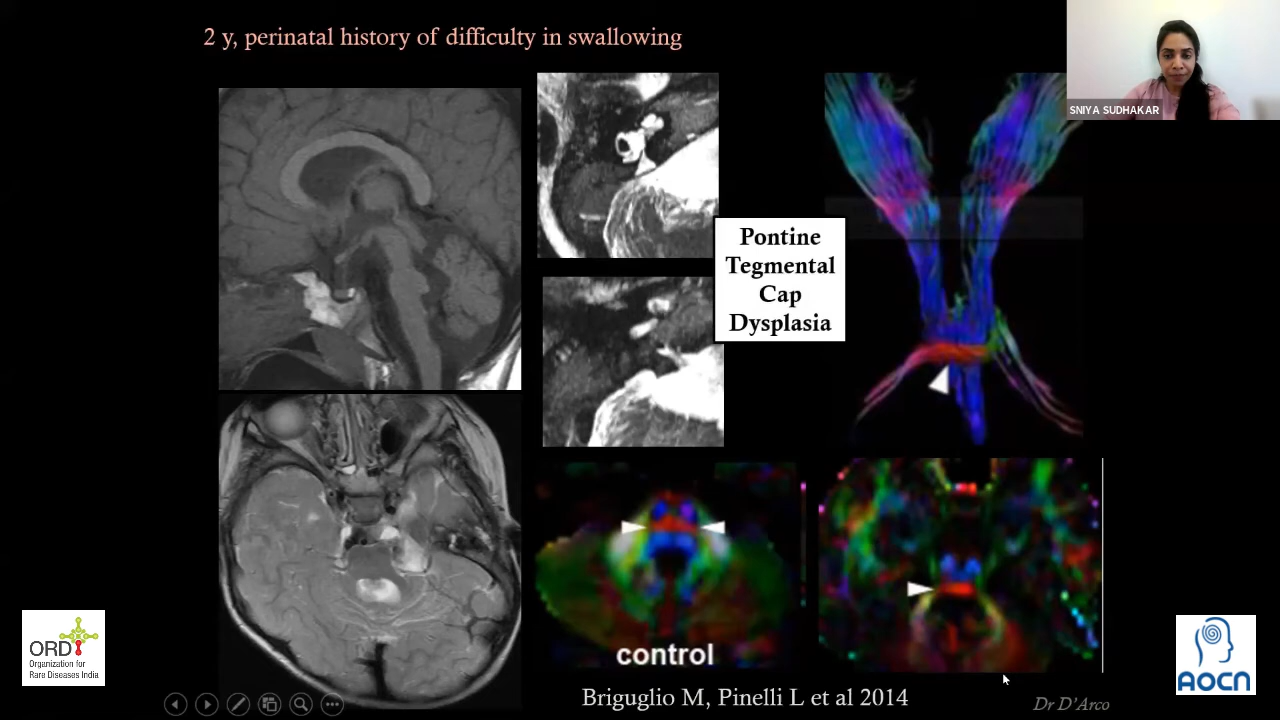 2 y, perinatal history of difficulty in swallowing
SNIYA SUDHAKAR
Pontine
Tegmental
Cap
Dysplasia
control
ORDI
Organization for
Rare Diseases India
Briguglio M, Pinelli L et al 2014
Dr D'Arco
AOCN